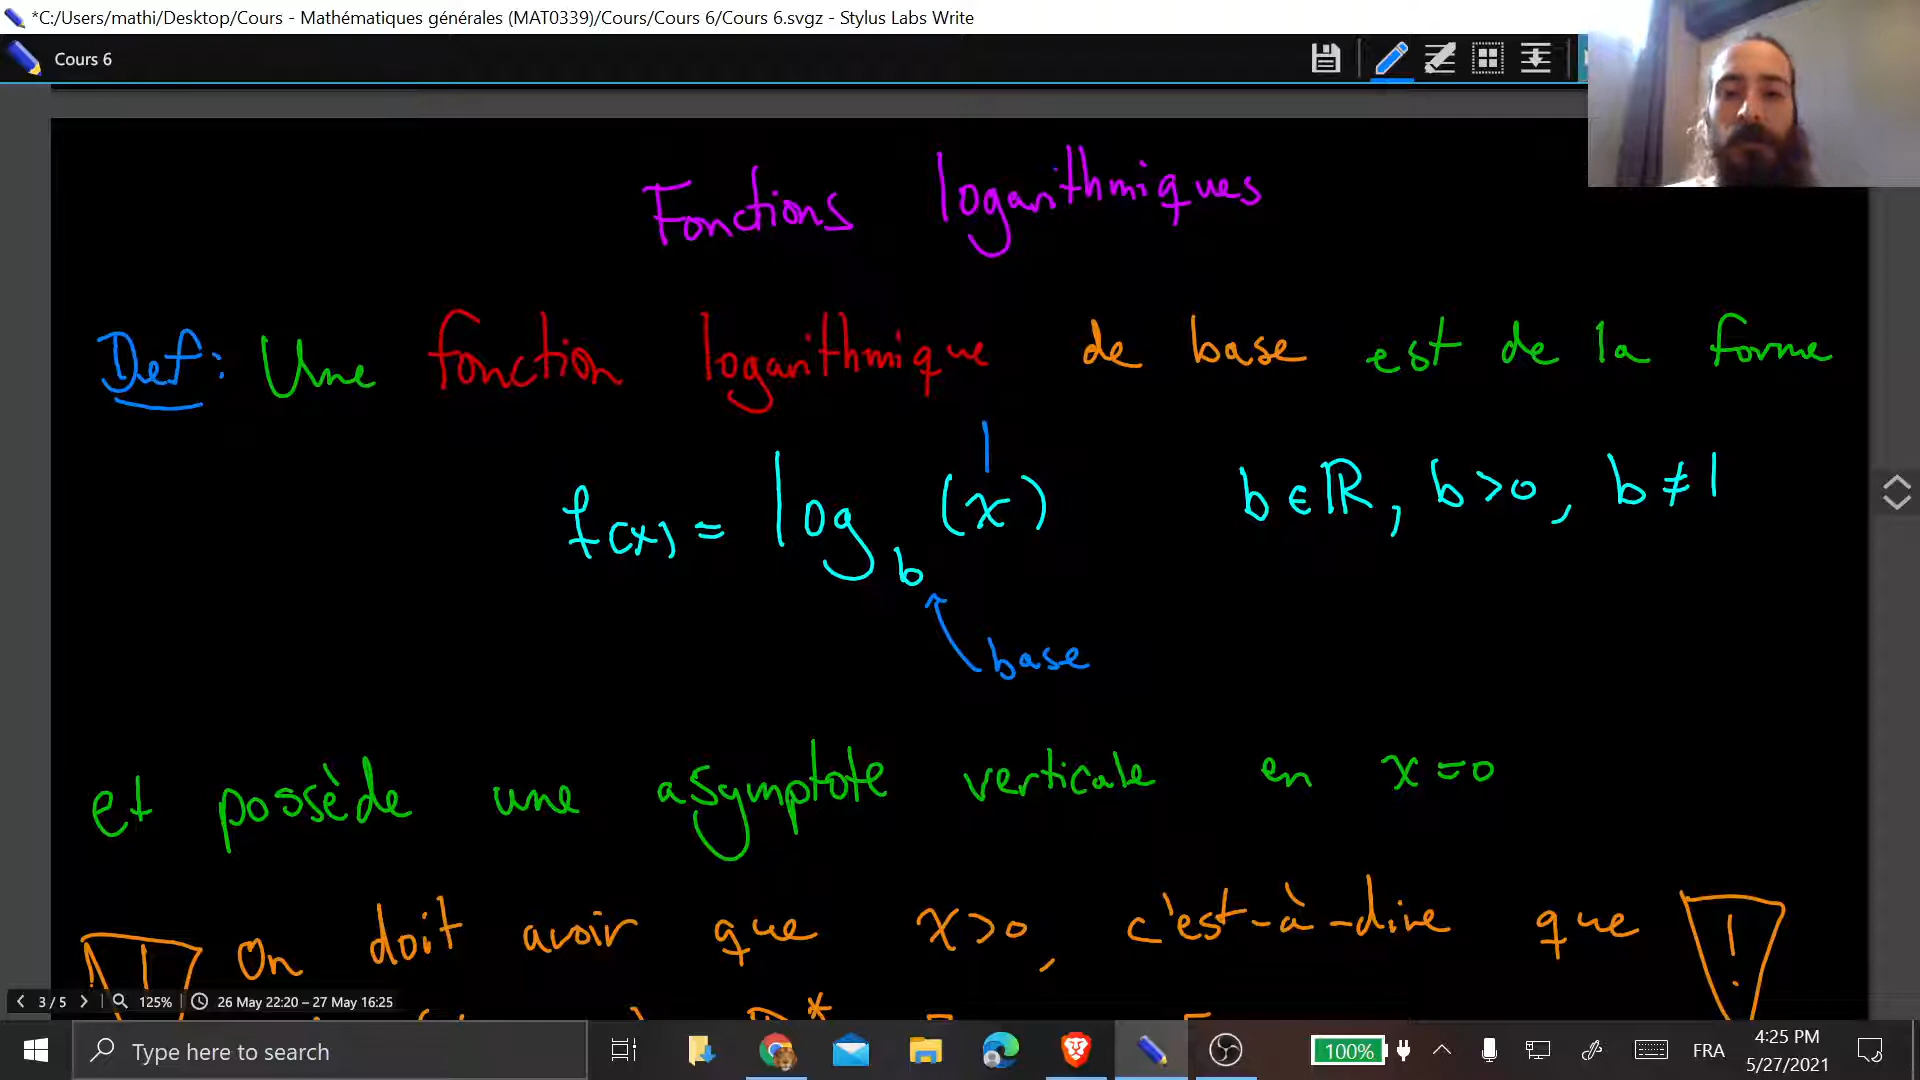 *C:/Users/mathi/Desktop/Cours - Mathématiques générales (MAT0339)/Cours/Cours 6/Cours 6.svgz - Stylus Labs Write
Cours 6
Fonctions logarithmiques
Def: Une fonction logarithmique de base est de la forme
f(x) = log b (x) b ∈ ℝ, b > 0, b ≠ 1
base
et possède une asymptote verticale en x = 0
! On doit avoir que x > 0, c'est-à-dire que !
3 / 5 125% 26 May 22:20 – 27 May 16:25
Type here to search
100%
FRA
4:25 PM
5/27/2021